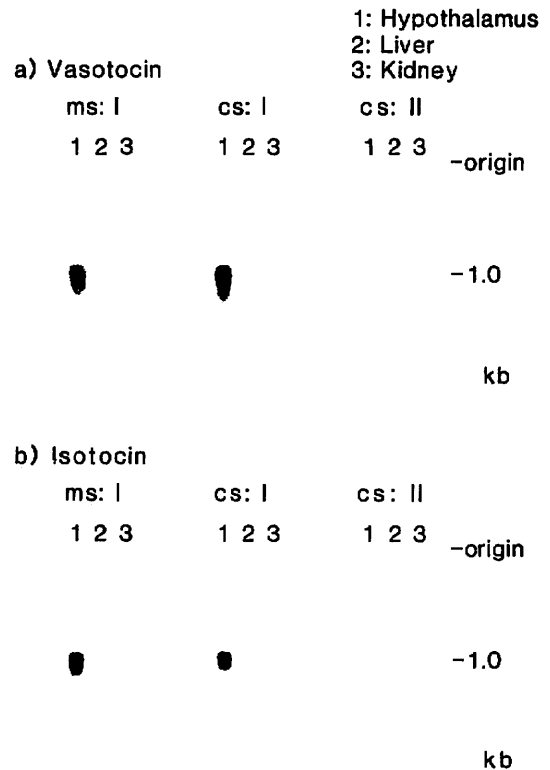 1: Hypothalamus
2: Liver
3: Kidney
a) Vasotocin
ms: I cs: I cs: II
1 2 3 1 2 3 1 2 3
-origin
-1.0
kb
b) Isotocin
ms: I cs: I cs: II
1 2 3 1 2 3 1 2 3
-origin
-1.0
kb